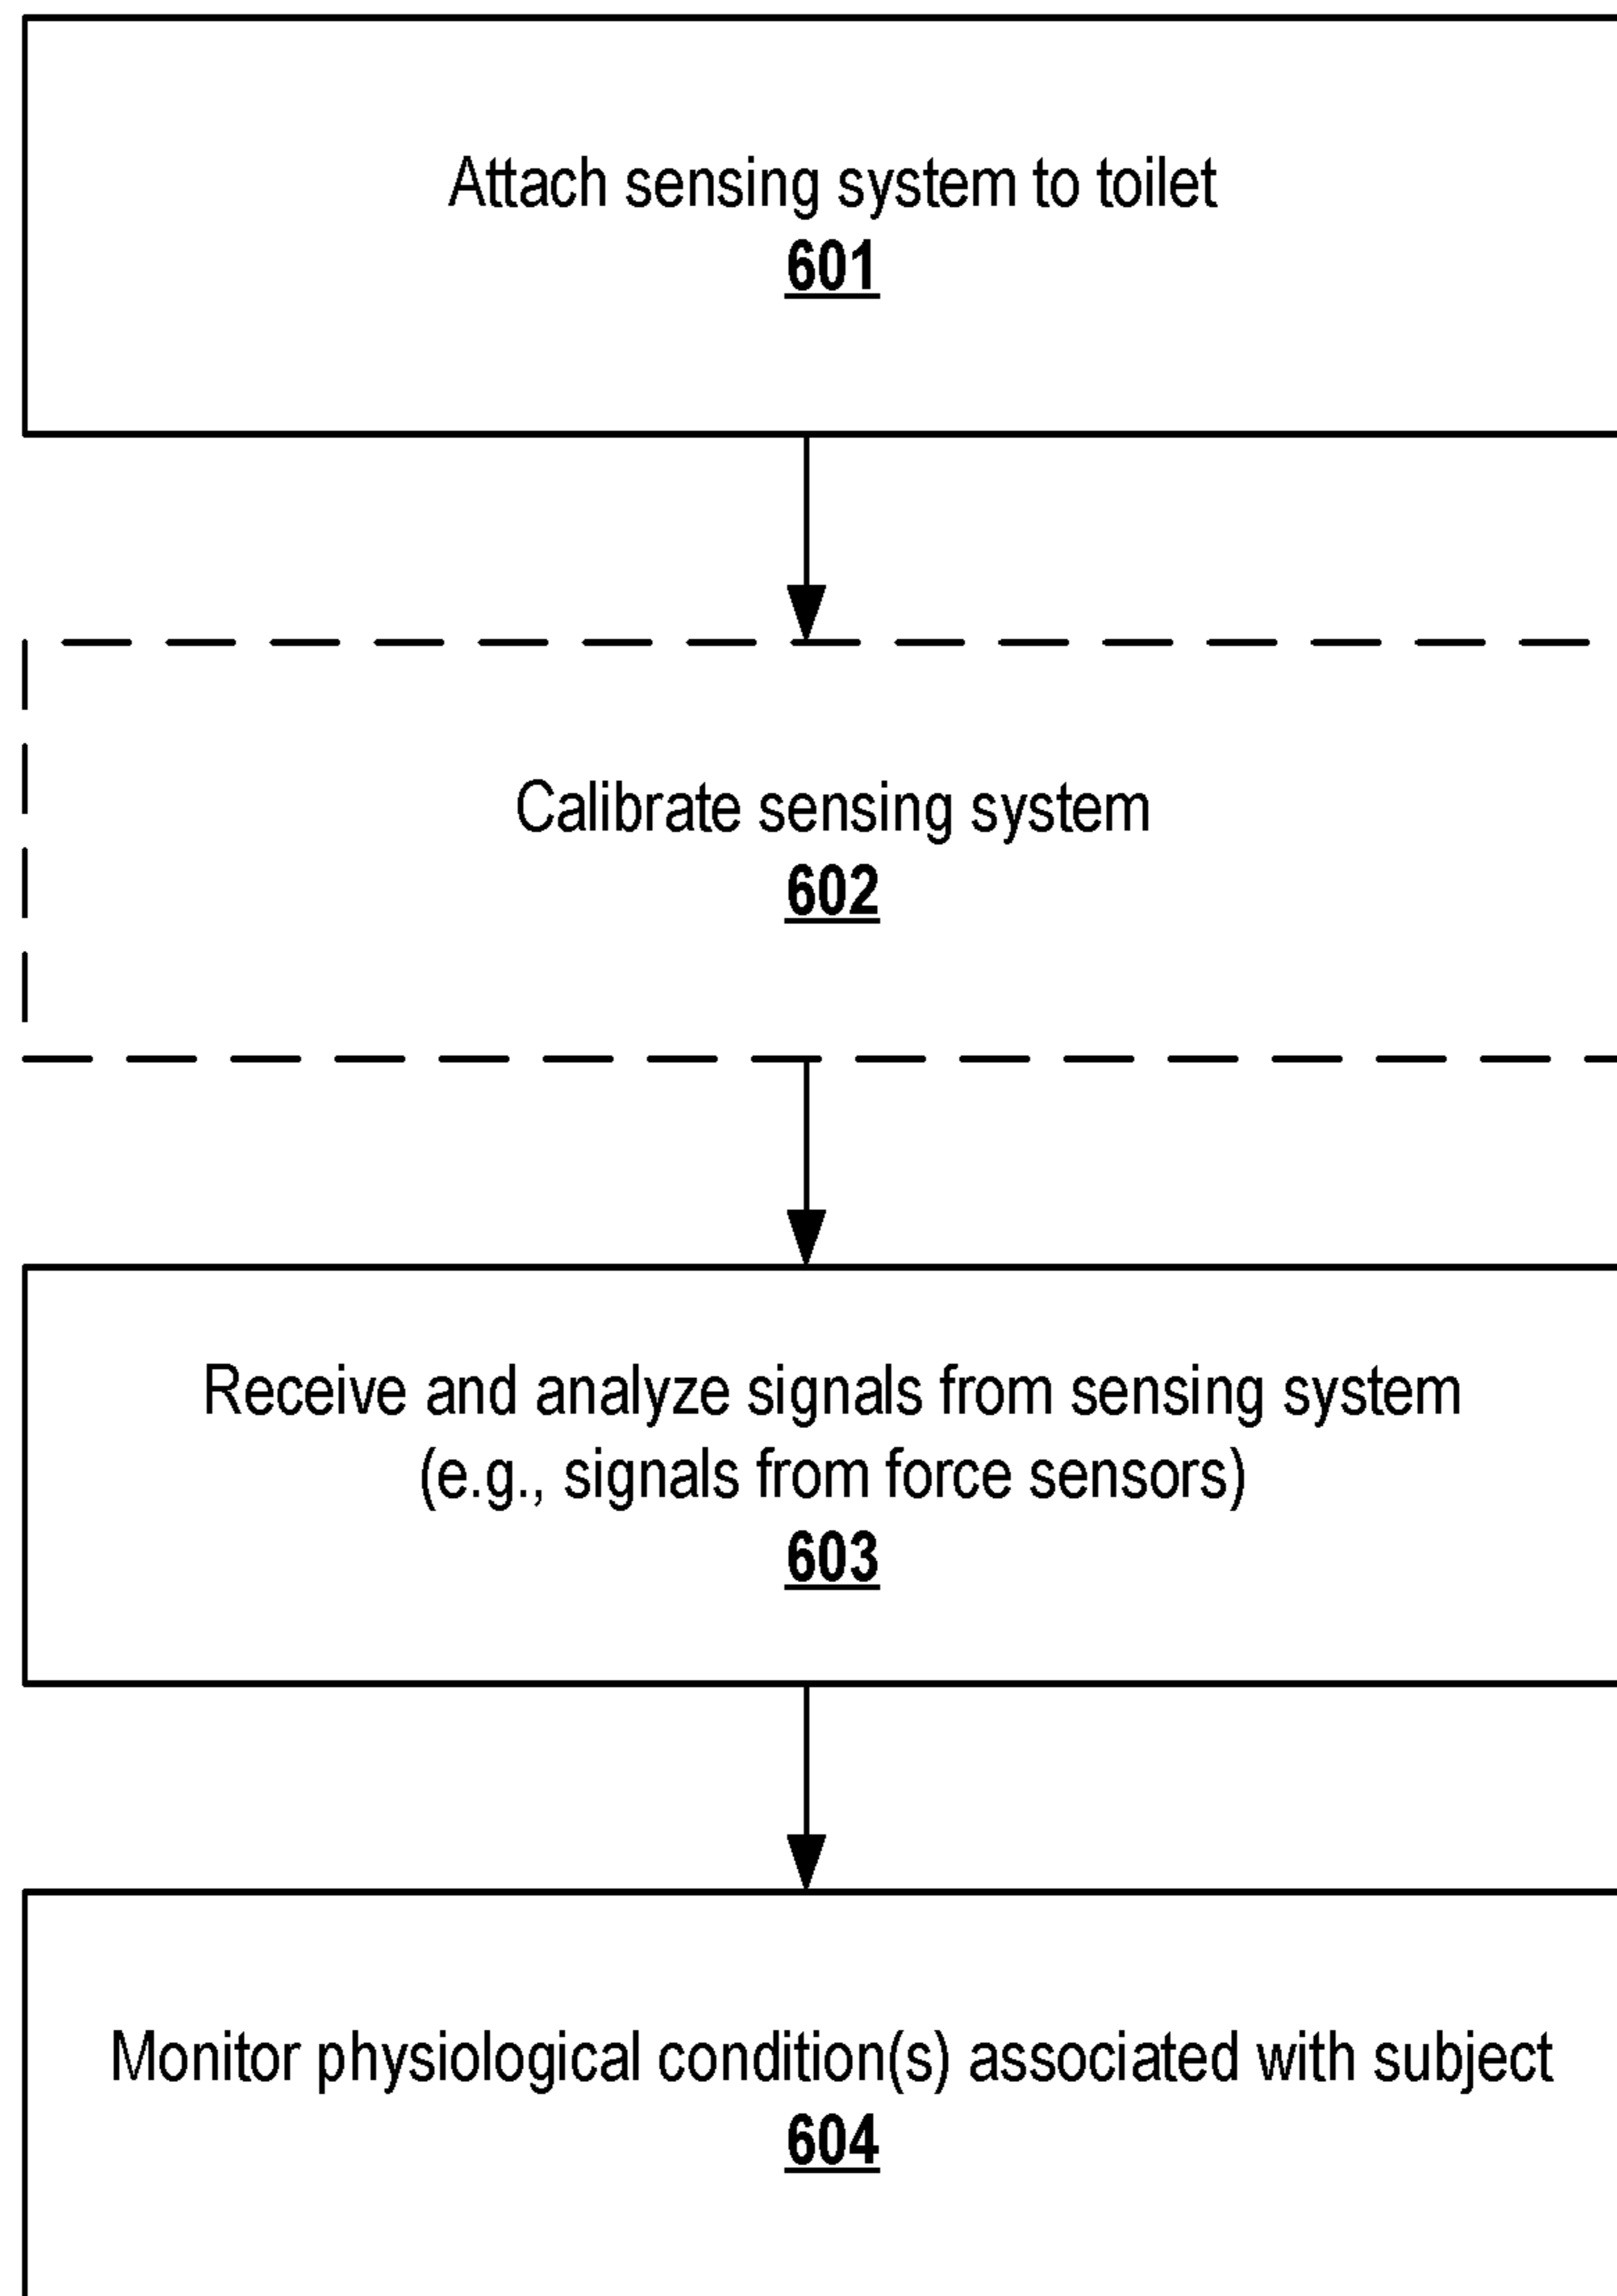 Attach sensing system to toilet
601
Calibrate sensing system
602
Receive and analyze signals from sensing system
(e.g., signals from force sensors)
603
Monitor physiological condition(s) associated with subject
604